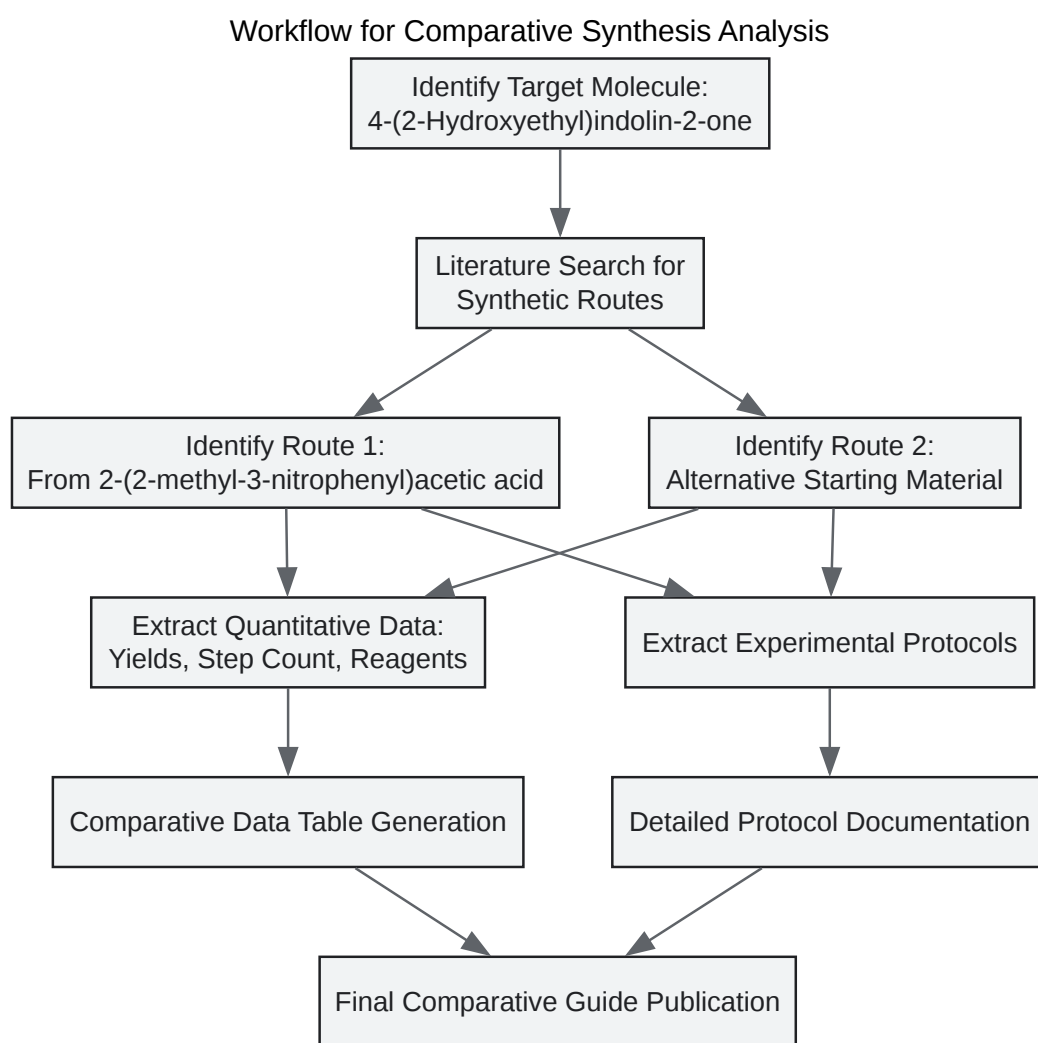 Workflow for Comparative Synthesis Analysis
Identify Target Molecule:
4-(2-Hydroxyethyl)indolin-2-one
Literature Search for
Synthetic Routes
Identify Route 1:
From 2-(2-methyl-3-nitrophenyl)acetic acid
Identify Route 2:
Alternative Starting Material
Extract Quantitative Data:
Yields, Step Count, Reagents
Extract Experimental Protocols
Comparative Data Table Generation
Detailed Protocol Documentation
Final Comparative Guide Publication